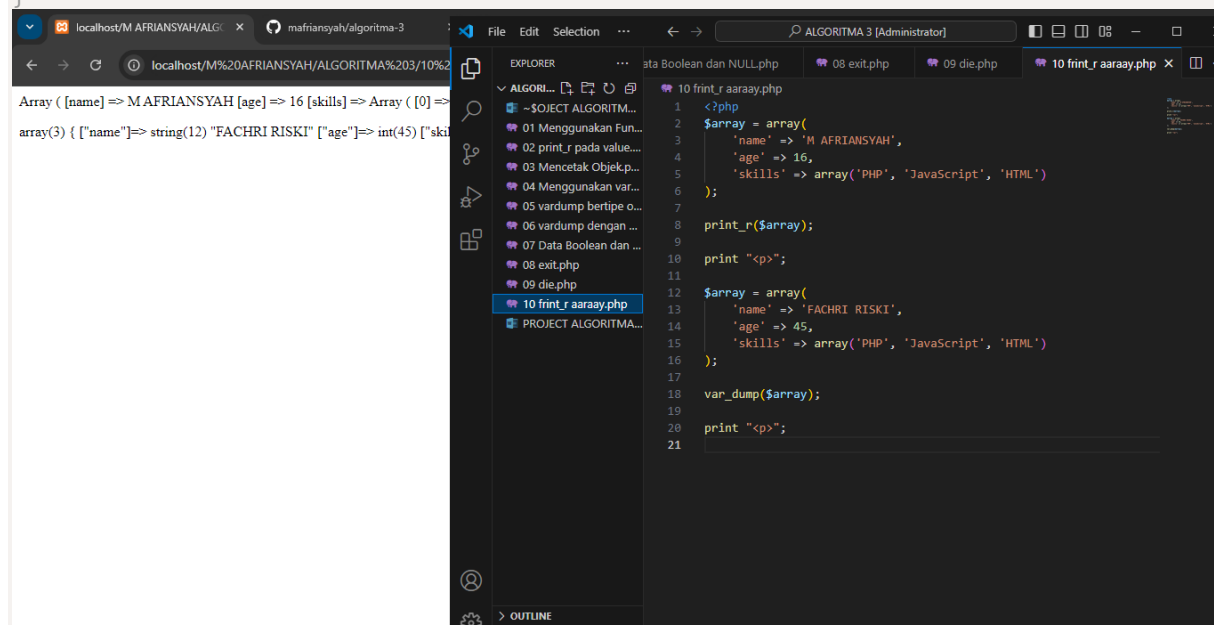 localhost/M AFRIANSYAH/ALGO
mafriansyah/algoritma-3
localhost/M%20AFRIANSYAH/ALGORITMA%203/10%2
Array ( [name] => M AFRIANSYAH [age] => 16 [skills] => Array ( [0] =>
array(3) { ["name"]=> string(12) "FACHRI RISKI" ["age"]=> int(45) ["skil
File Edit Selection ···
ALGORITMA 3 [Administrator]
EXPLORER ···
ALGORI...
~$OJECT ALGORITM...
01 Menggunakan Fun...
02 print_r pada value....
03 Mencetak Objek.p...
04 Menggunakan var...
05 vardump bertipe o...
06 vardump dengan ...
07 Data Boolean dan ...
08 exit.php
09 die.php
10 frint_r aaraay.php
PROJECT ALGORITMA...
OUTLINE
ata Boolean dan NULL.php 08 exit.php 09 die.php 10 frint_r aaraay.php
10 frint_r aaraay.php
1 <?php
2 $array = array(
3 'name' => 'M AFRIANSYAH',
4 'age' => 16,
5 'skills' => array('PHP', 'JavaScript', 'HTML')
6 );
7
8 print_r($array);
9
10 print "<p>";
11
12 $array = array(
13 'name' => 'FACHRI RISKI',
14 'age' => 45,
15 'skills' => array('PHP', 'JavaScript', 'HTML')
16 );
17
18 var_dump($array);
19
20 print "<p>";
21